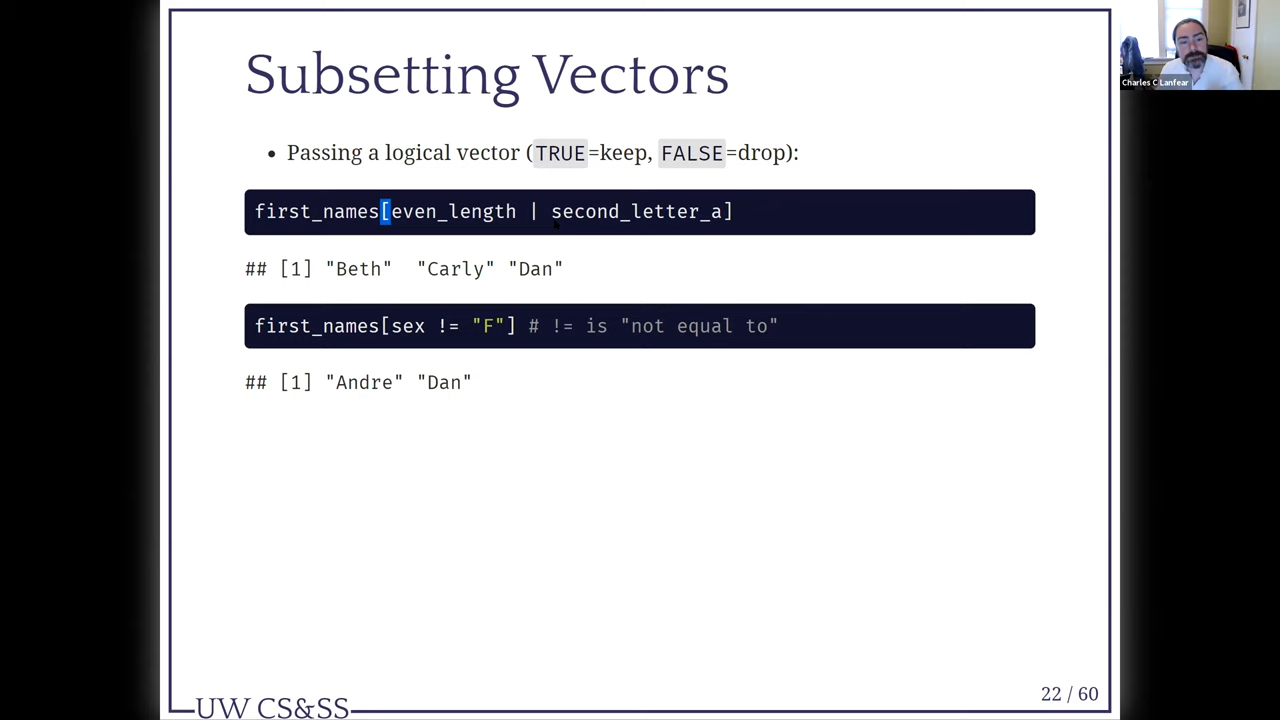 Subsetting Vectors
• Passing a logical vector (TRUE=keep, FALSE=drop):
first_names[even_length | second_letter_a]
## [1] "Beth"  "Carly" "Dan"
first_names[sex != "F"] # != is "not equal to"
## [1] "Andre" "Dan"
UW CS&SS
22 / 60
Charles C Lanfear